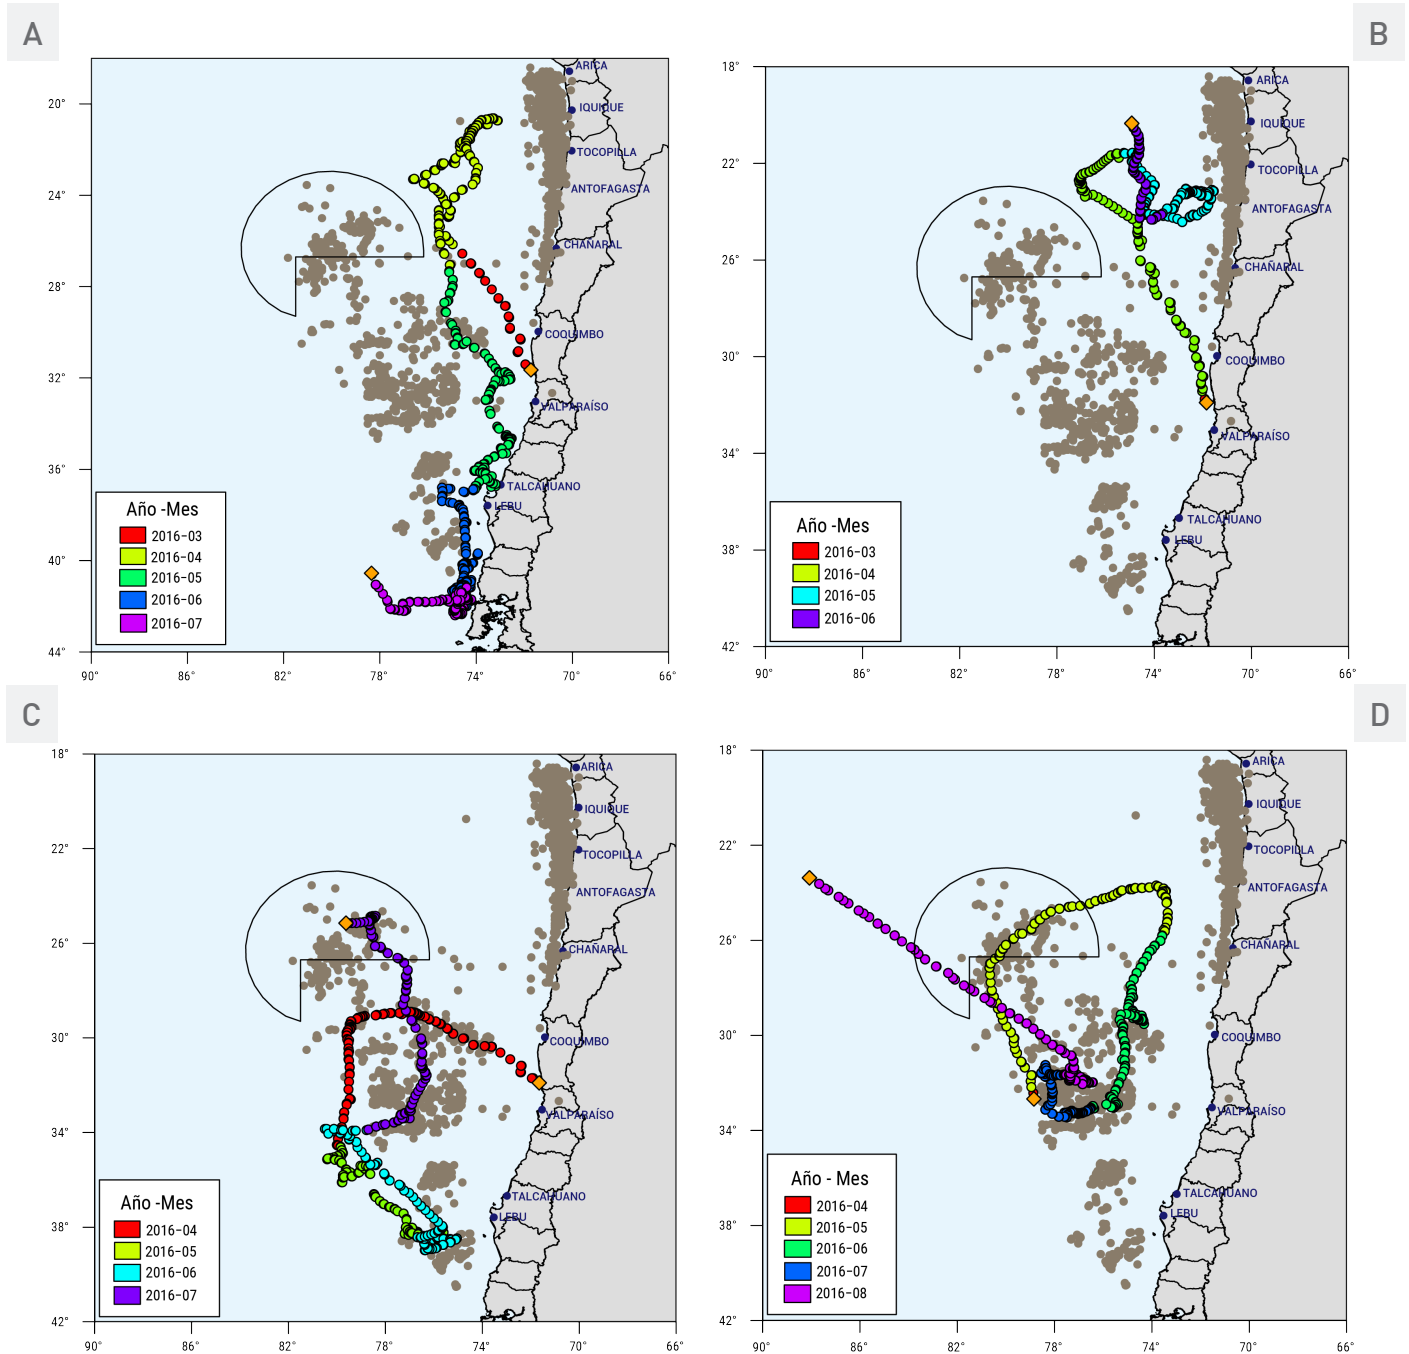 A
20°
24°
28°
32°
36°
40°
44°
90°
86°
82°
78°
74°
70°
66°
ARICA
IQUIQUE
TOCOPILLA
ANTOFAGASTA
CHAÑARAL
COQUIMBO
VALPARAÍSO
TALCAHUANO
LEBU
Año -Mes
2016-03
2016-04
2016-05
2016-06
2016-07
B
18°
22°
26°
30°
34°
38°
42°
90°
82°
78°
74°
70°
66°
ARICA
IQUIQUE
TOCOPILLA
ANTOFAGASTA
CHAÑARAL
COQUIMBO
VALPARAÍSO
TALCAHUANO
LEBU
Año -Mes
2016-03
2016-04
2016-05
2016-06
C
18°
22°
26°
30°
34°
38°
42°
90°
86°
82°
78°
74°
70°
66°
ARICA
IQUIQUE
TOCOPILLA
ANTOFAGASTA
CHAÑARAL
COQUIMBO
VALPARAÍSO
TALCAHUANO
LEBU
Año -Mes
2016-04
2016-05
2016-06
2016-07
D
18°
22°
26°
30°
34°
38°
42°
90°
82°
78°
74°
70°
66°
ARICA
IQUIQUE
TOCOPILLA
ANTOFAGASTA
CHAÑARAL
COQUIMBO
VALPARAÍSO
TALCAHUANO
LEBU
Año - Mes
2016-04
2016-05
2016-06
2016-07
2016-08